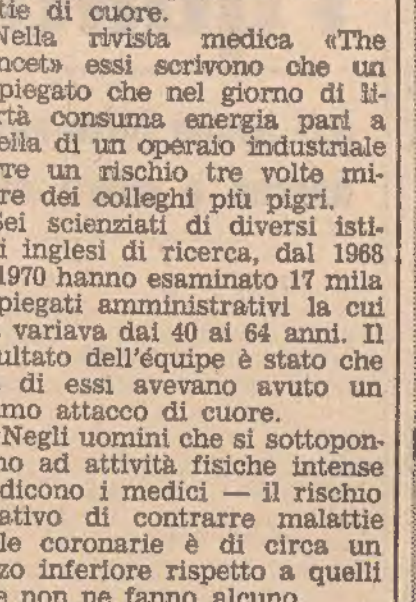 tie di cuore.
Nella rivista medica «The
ncet» essi scrivono che un
piegato che nel giorno di li-
rtà consuma energia pari a
ella di un operaio industriale
rre un rischio tre volte mi-
re dei colleghi più pigri.
Sei scienziati di diversi isti-
i inglesi di ricerca, dal 1968
1970 hanno esaminato 17 mila
piegati amministrativi la cui
variava dai 40 ai 64 anni. Il
ultato dell'équipe è stato che
di essi avevano avuto un
mo attacco di cuore.
Negli uomini che si sottopon-
no ad attività fisiche intense
dicono i medici — il rischio
ativo di contrarre malattie
le coronarie è di circa un
zo inferiore rispetto a quelli
e non ne fanno alcuno